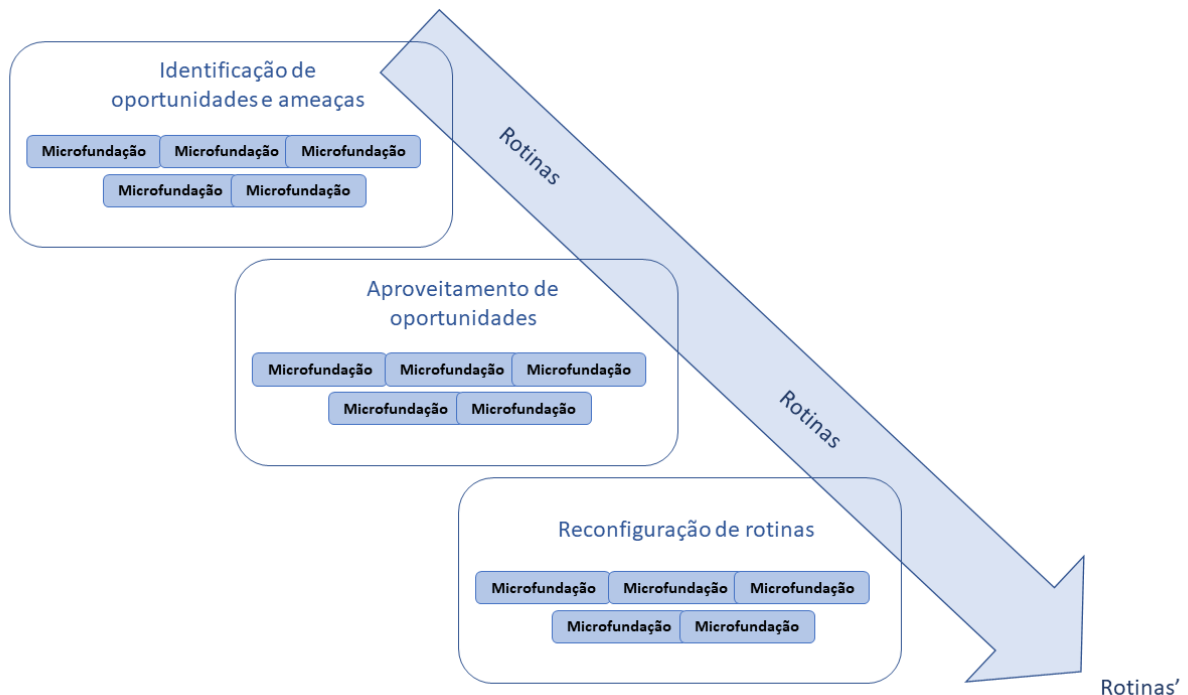 Identificação de
oportunidades e ameaças
Microfundação Microfundação Microfundação
Microfundação Microfundação
Rotinas
Aproveitamento de
oportunidades
Microfundação Microfundação Microfundação
Microfundação Microfundação
Rotinas
Reconfiguração de rotinas
Microfundação Microfundação Microfundação
Microfundação Microfundação
Rotinas’